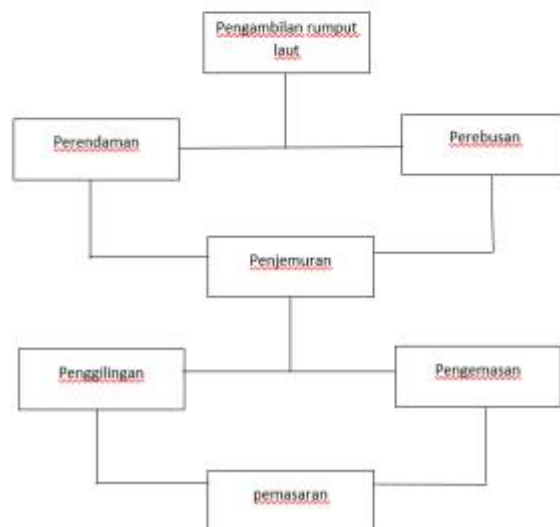 Pengambilan rumput
laut
Perendaman
Perebusan
Penjemuran
Penggilingan
Pengemasan
pemasaran